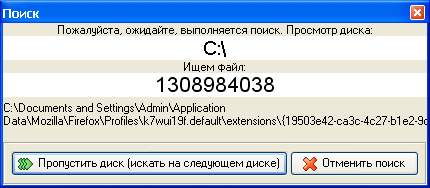 Поиск
Пожалуйста, ожидайте, выполняется поиск. Просмотр диска:
C:\
Ищем файл:
1308984038
C:\Documents and Settings\Admin\Application
Data\Mozilla\Firefox\Profiles\k7wui19f.default\extensions\{19503e42-ca3c-4c27-b1e2-9c
Пропустить диск (искать на следующем диске)
Отменить поиск